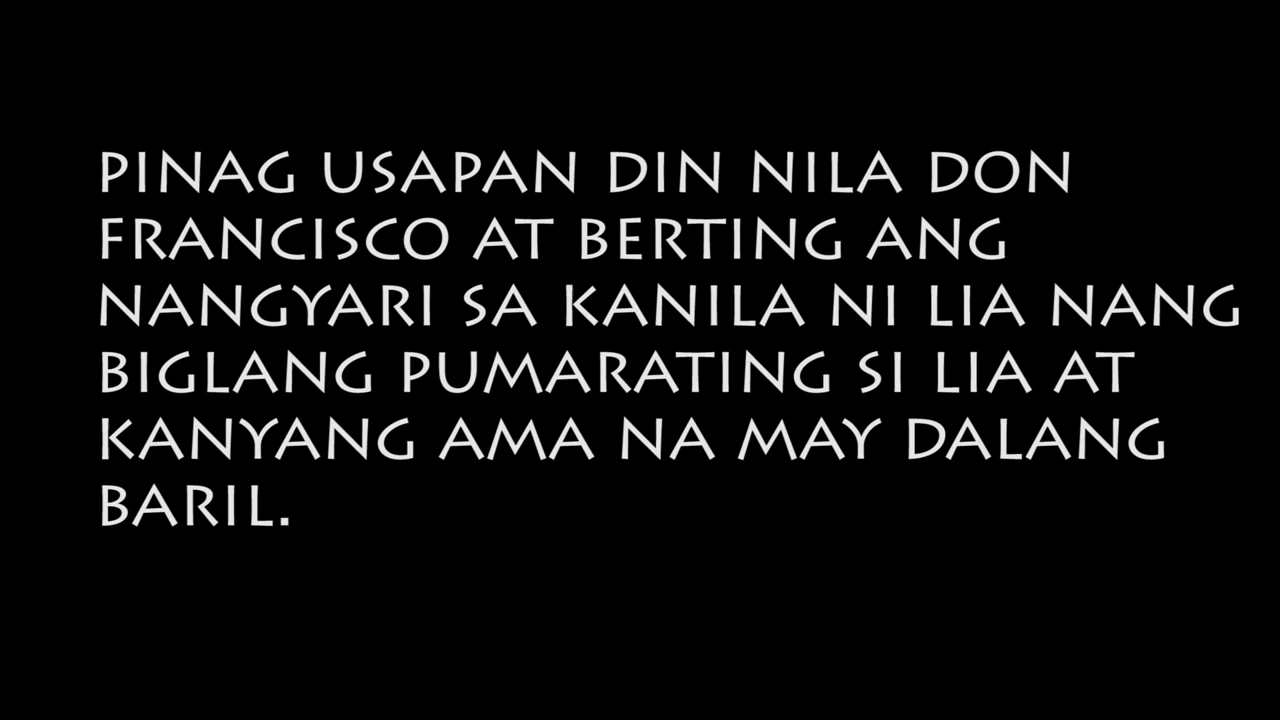 PINAG USAPAN DIN NILA DON
FRANCISCO AT BERTING ANG
NANGYARI SA KANILA NI LIA NANG
BIGLANG PUMARATING SI LIA AT
KANYANG AMA NA MAY DALANG
BARIL.